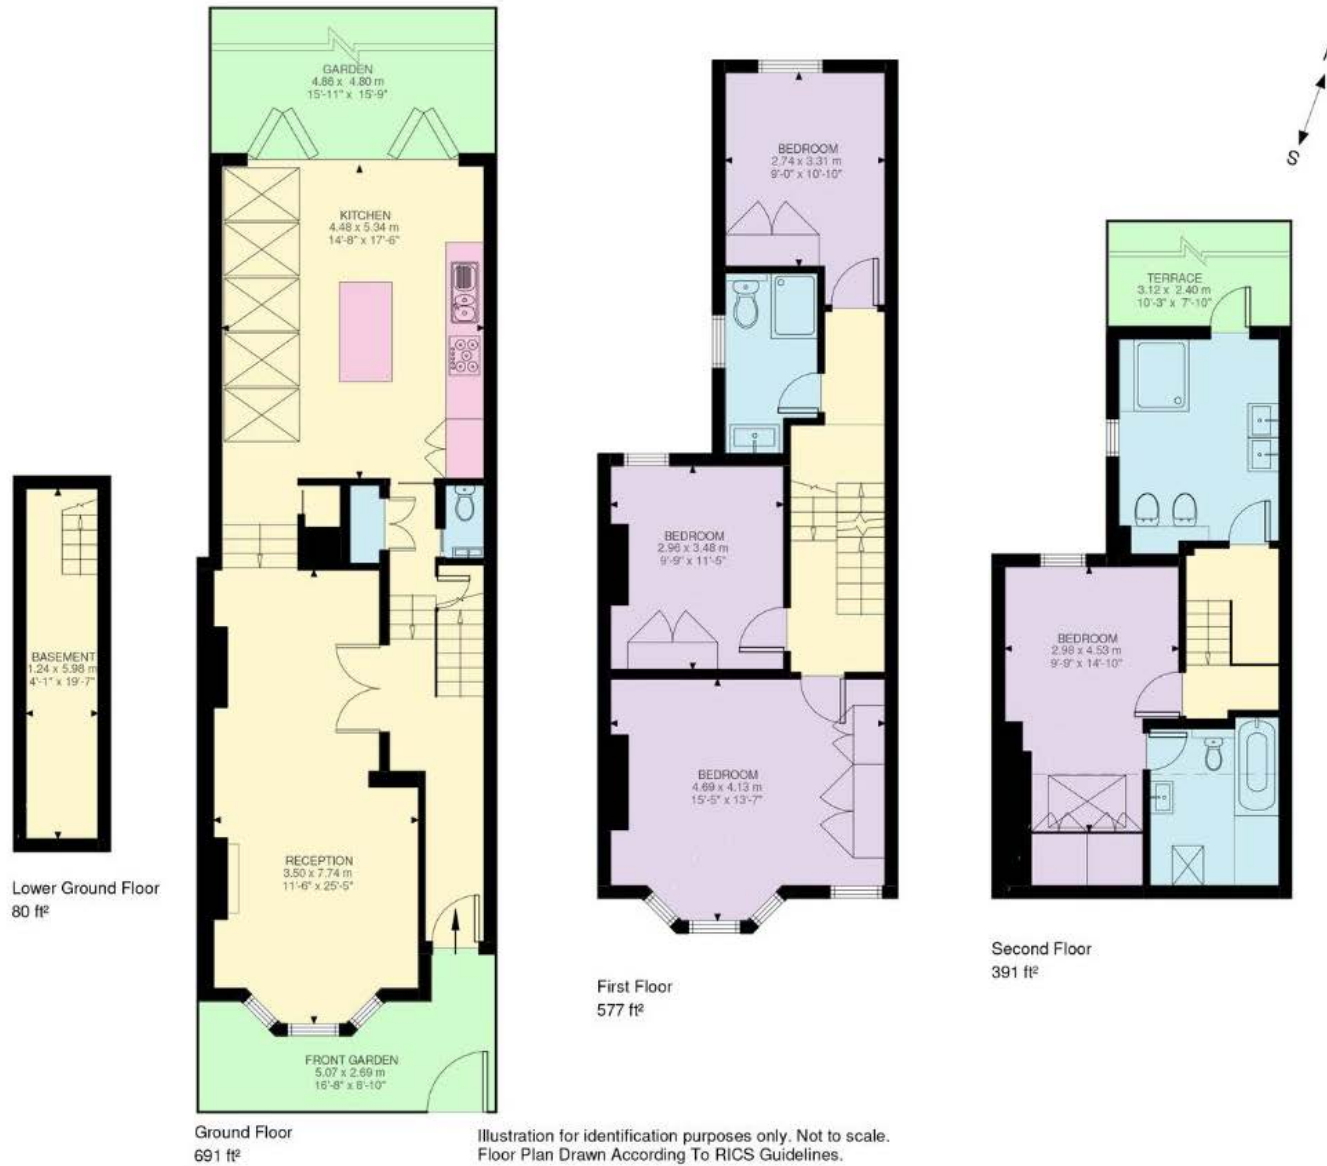 GARDEN
4.86 x 4.80 m
15'-11" x 15'-9"
KITCHEN
4.48 x 5.34 m
14'-8" x 17'-6"
RECEPTION
3.50 x 7.74 m
11'-6" x 25'-5"
FRONT GARDEN
5.07 x 2.69 m
16'-8" x 8'-10"
Ground Floor
691 ft²
BASEMENT
1.24 x 5.98 m
4'-1" x 19'-7"
Lower Ground Floor
80 ft²
BEDROOM
2.74 x 3.31 m
9'-0" x 10'-10"
BEDROOM
2.96 x 3.48 m
9'-9" x 11'-5"
BEDROOM
4.69 x 4.13 m
15'-5" x 13'-7"
First Floor
577 ft²
S
TERRACE
3.12 x 2.40 m
10'-3" x 7'-10"
BEDROOM
2.98 x 4.53 m
9'-9" x 14'-10"
Second Floor
391 ft²
Illustration for identification purposes only. Not to scale.
Floor Plan Drawn According To RICS Guidelines.